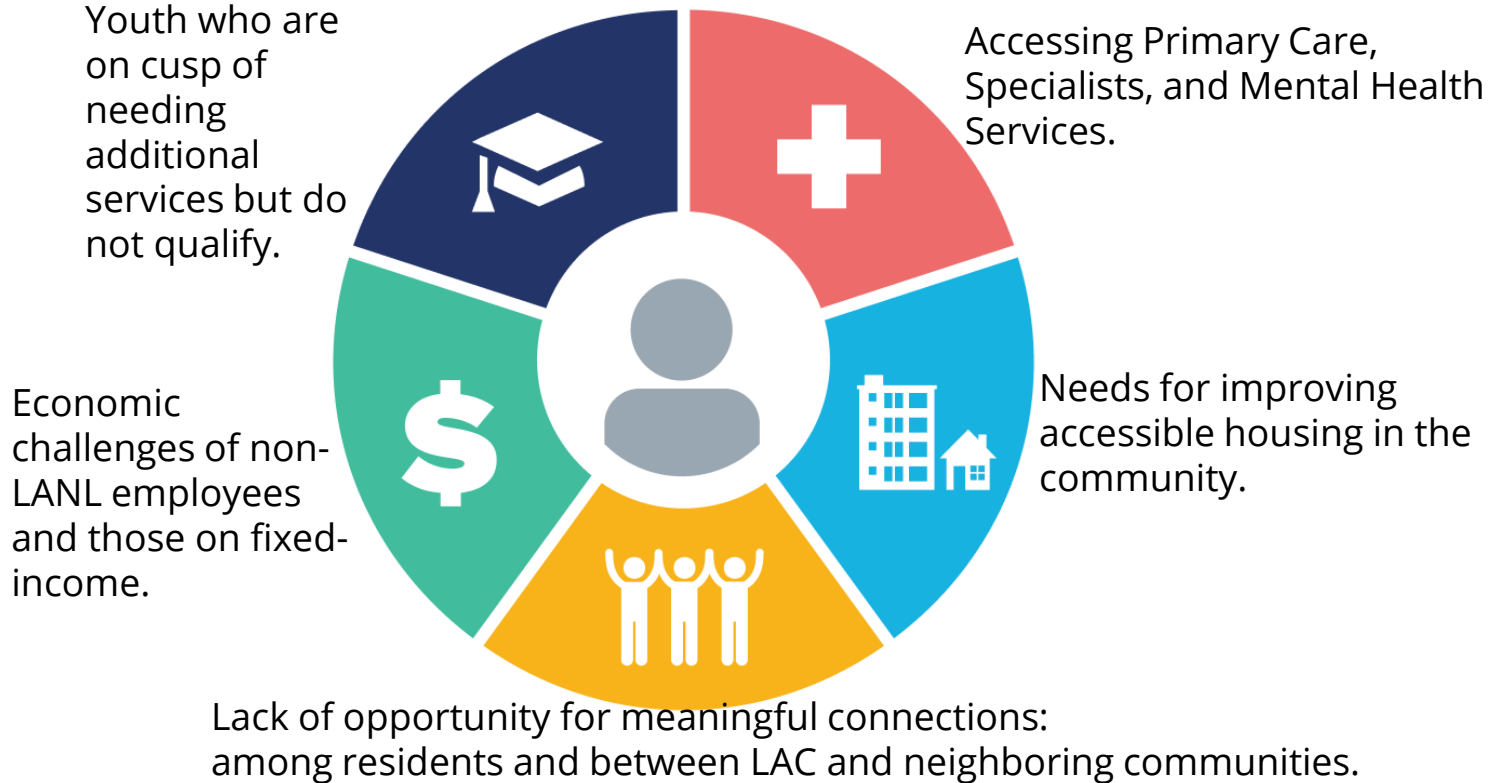 Youth who are
on cusp of
needing
additional
services but do
not qualify.
Accessing Primary Care,
Specialists, and Mental Health
Services.
Economic
challenges of non-
LANL employees
and those on fixed-
income.
Needs for improving
accessible housing in the
community.
Lack of opportunity for meaningful connections:
among residents and between LAC and neighboring communities.